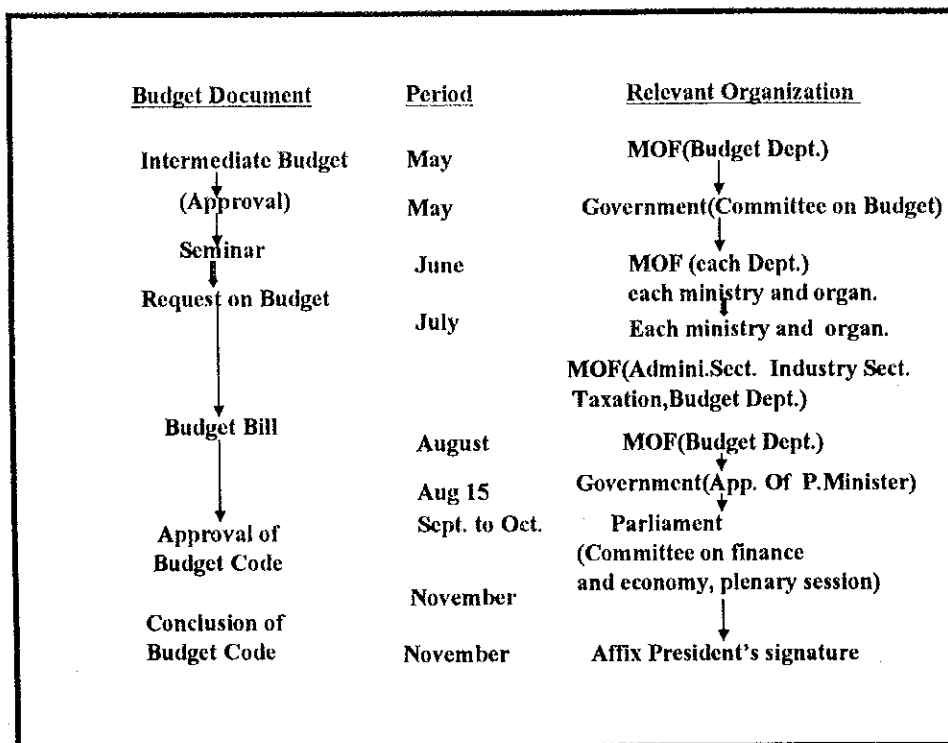 Budget Document Period Relevant Organization
Intermediate Budget May MOF(Budget Dept.)
(Approval) May Government(Committee on Budget)
Seminar June MOF (each Dept.)
each ministry and organ.
Request on Budget July Each ministry and organ.
MOF(Admini.Sect. Industry Sect.
Taxation,Budget Dept.)
Budget Bill August MOF(Budget Dept.)
Aug 15 Government(App. Of P.Minister)
Sept. to Oct. Parliament
Approval of (Committee on finance
Budget Code and economy, plenary session)
November
Conclusion of
Budget Code November Affix President's signature